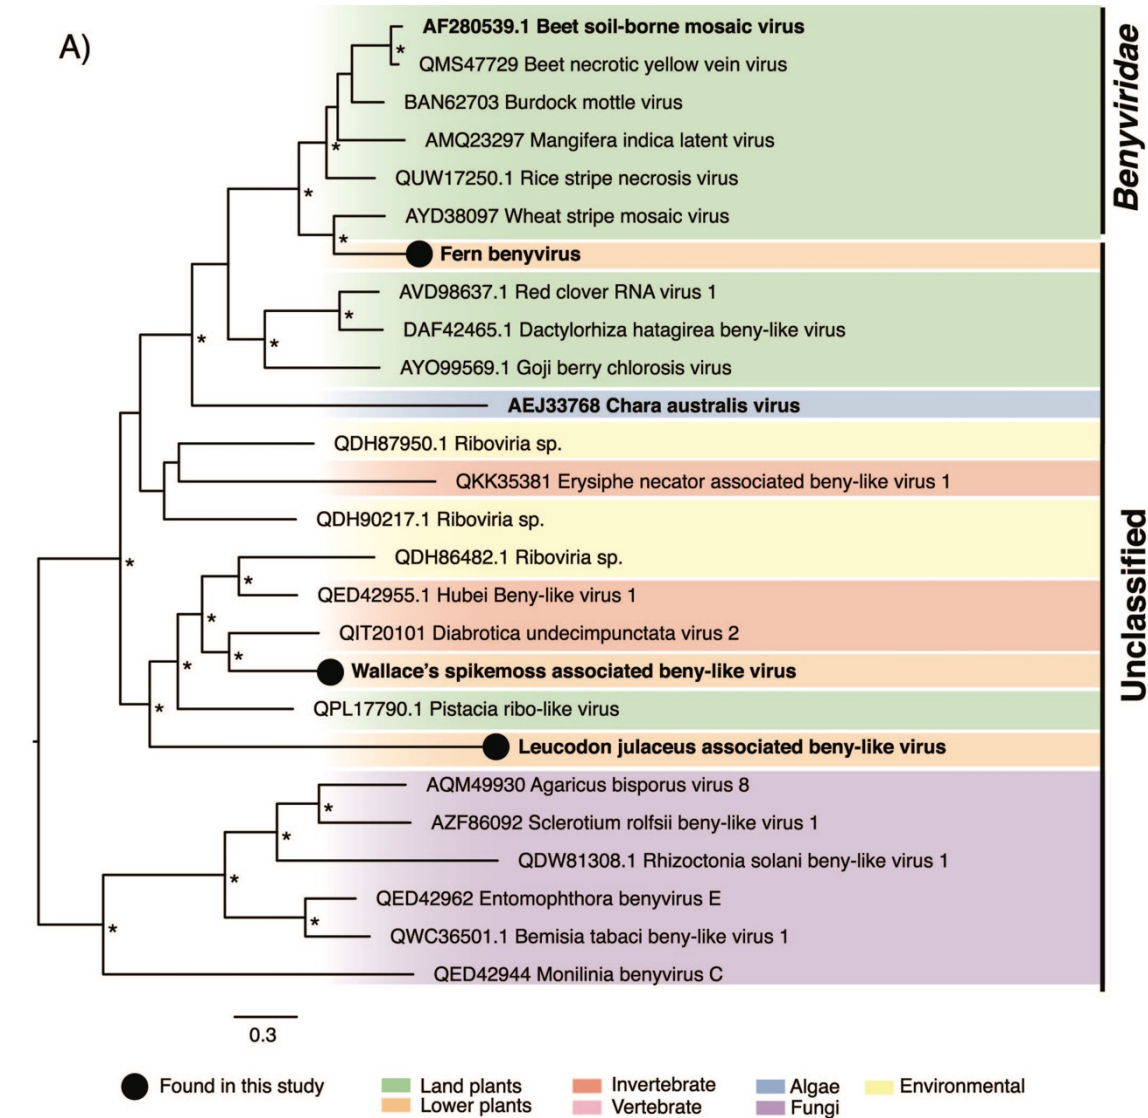 A)
AF280539.1 Beet soil-borne mosaic virus
*
QMS47729 Beet necrotic yellow vein virus
BAN62703 Burdock mottle virus
AMQ23297 Mangifera indica latent virus
*
QUW17250.1 Rice stripe necrosis virus
*
AYD38097 Wheat stripe mosaic virus
*
Fern benyvirus
AVD98637.1 Red clover RNA virus 1
*
DAF42465.1 Dactylorhiza hatagirea beny-like virus
*
*
AYO99569.1 Goji berry chlorosis virus
AEJ33768 Chara australis virus
QDH87950.1 Riboviria sp.
QKK35381 Erysiphe necator associated beny-like virus 1
QDH90217.1 Riboviria sp.
QDH86482.1 Riboviria sp.
*
*
QED42955.1 Hubei Beny-like virus 1
*
QIT20101 Diabrotica undecimpunctata virus 2
*
*
Wallace's spikemoss associated beny-like virus
*
QPL17790.1 Pistacia ribo-like virus
Leucodon julaceus associated beny-like virus
AQM49930 Agaricus bisporus virus 8
*
AZF86092 Sclerotium rolfsii beny-like virus 1
*
QDW81308.1 Rhizoctonia solani beny-like virus 1
*
QED42962 Entomophthora benyvirus E
*
*
QWC36501.1 Bemisia tabaci beny-like virus 1
QED42944 Monilinia benyvirus C
Benyviridae
Unclassified
0.3
Found in this study
Land plants
Lower plants
Invertebrate
Vertebrate
Algae
Fungi
Environmental